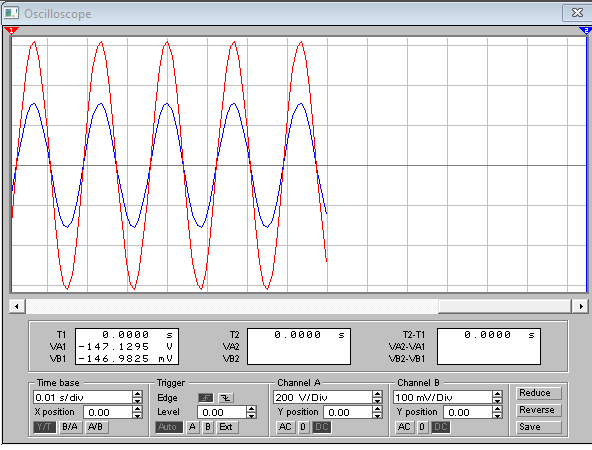 Oscilloscope
1
2
T1 0.0000 s T2 0.0000 s T2-T1 0.0000 s
VA1 -147.1295 V VA2 VA2-VA1
VB1 -146.9825 mV VB2 VB2-VB1
Time base Trigger Channel A Channel B
0.01 s/div Edge 200 V/Div 100 mV/Div Reduce
X position 0.00 Level 0.00 Y position 0.00 Y position 0.00 Reverse
Y/T B/A A/B Auto A B Ext AC 0 DC AC 0 DC Save